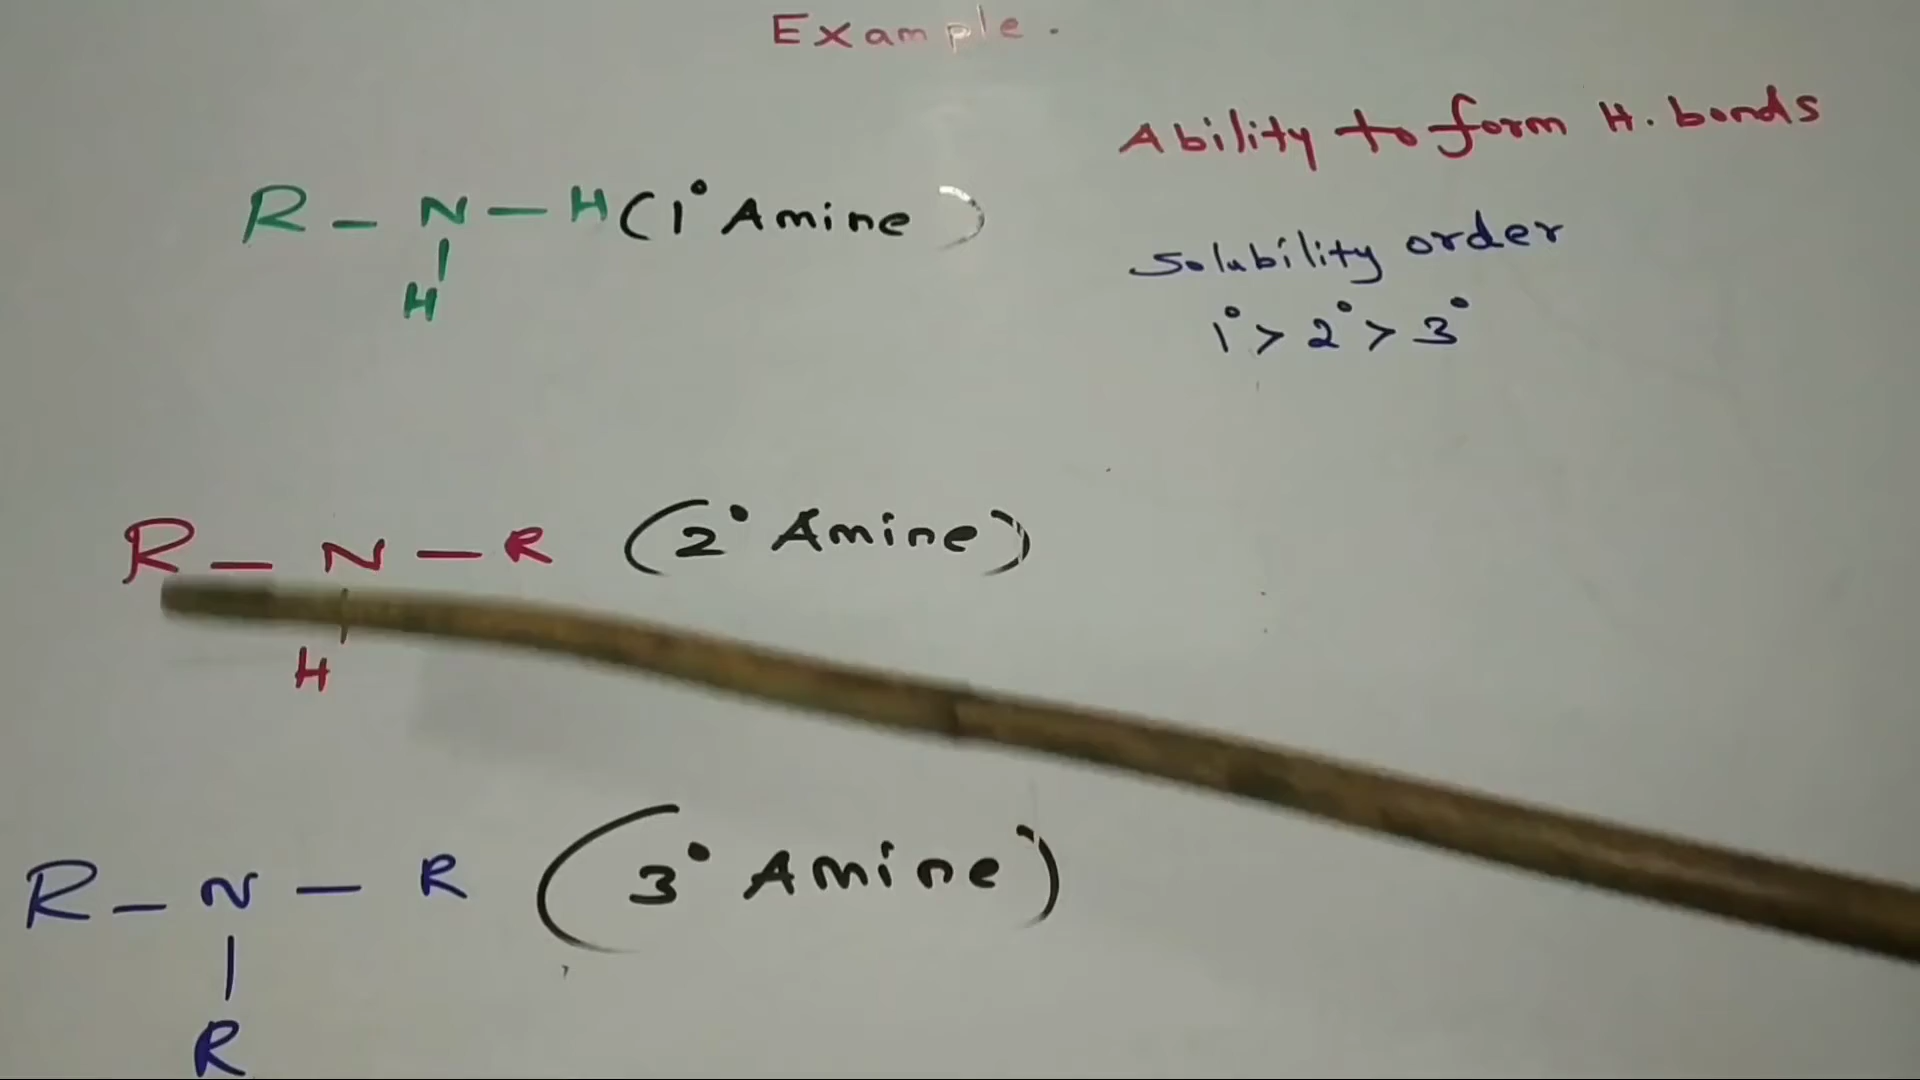 Example.
Ability to form H. bonds
Solubility order
1° > 2° > 3°
R - N - H (1° Amine)
|
H
R - N - R (2° Amine)
|
H
R - N - R (3° Amine)
|
R